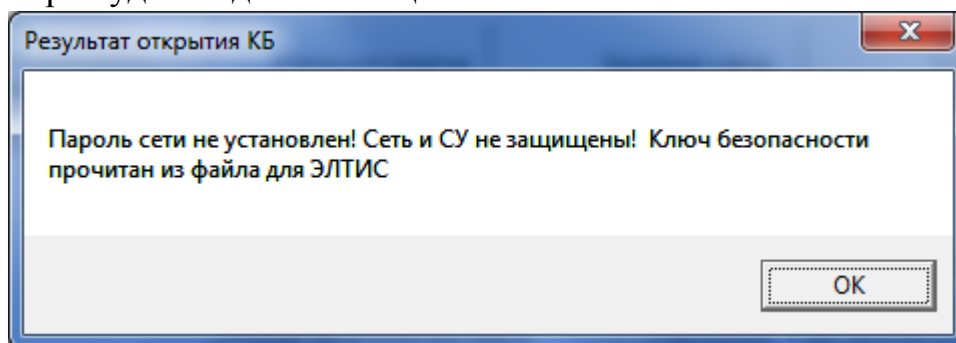 Результат открытия КБ
Пароль сети не установлен! Сеть и СУ не защищены!  Ключ безопасности
прочитан из файла для ЭЛТИС
OK